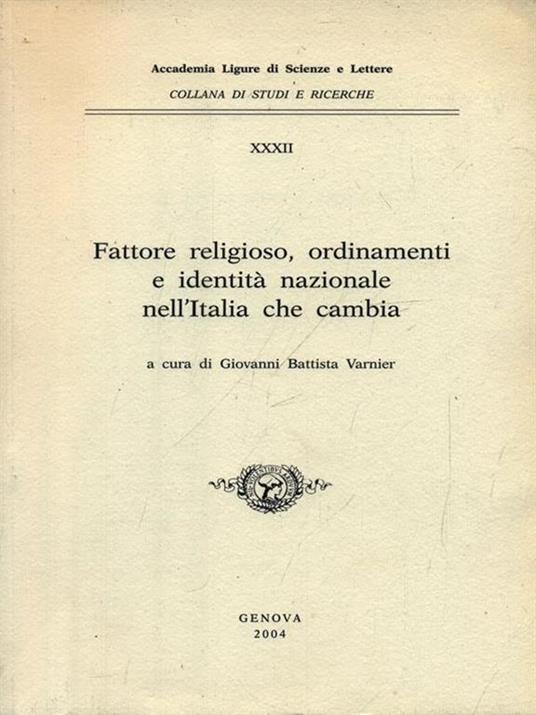 Accademia Ligure di Scienze e Lettere
COLLANA DI STUDI E RICERCHE
XXXII
Fattore religioso, ordinamenti
e identità nazionale
nell'Italia che cambia
a cura di Giovanni Battista Varnier
GENOVA
2004